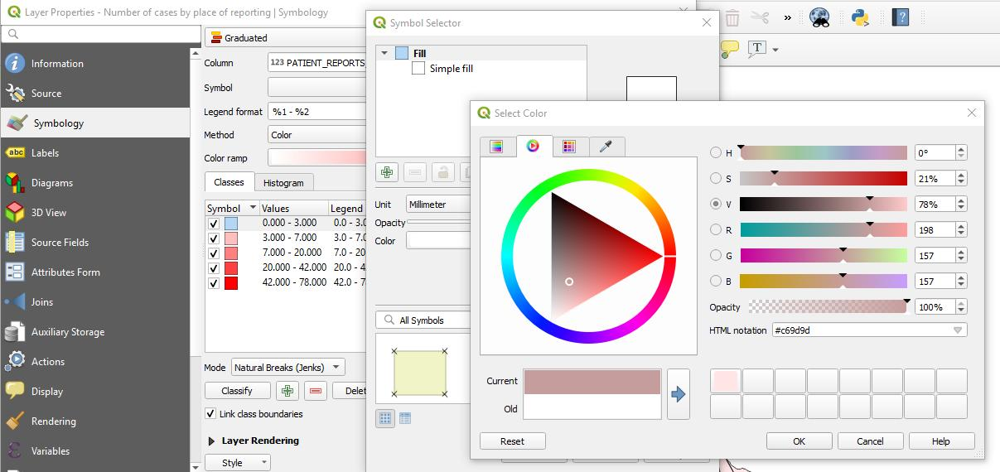 Layer Properties - Number of cases by place of reporting | Symbology
Information
Source
Symbology
abc Labels
Diagrams
3D View
Source Fields
Attributes Form
Joins
Auxiliary Storage
Actions
Display
Rendering
Variables
Graduated
Column
123 PATIENT_REPORTS
Symbol
Legend format
%1 - %2
Method
Color
Color ramp
Classes
Histogram
Symbol Values Legend
0.000 - 3.000 0.0 - 3.0
3.000 - 7.000 3.0 - 7.
7.000 - 20.000 7.0 - 20
20.000 - 42.000 20.0 - 4
42.000 - 78.000 42.0 - 7
Mode
Natural Breaks (Jenks)
Classify
Delet
Link class boundaries
Layer Rendering
Style
Symbol Selector
Fill
Simple fill
Unit
Millimeter
Opacity
Color
All Symbols
Select Color
H 0°
S 21%
V 78%
R 198
G 157
B 157
Opacity 100%
HTML notation #c69d9d
Current
Old
Reset
OK
Cancel
Help
»
T
?